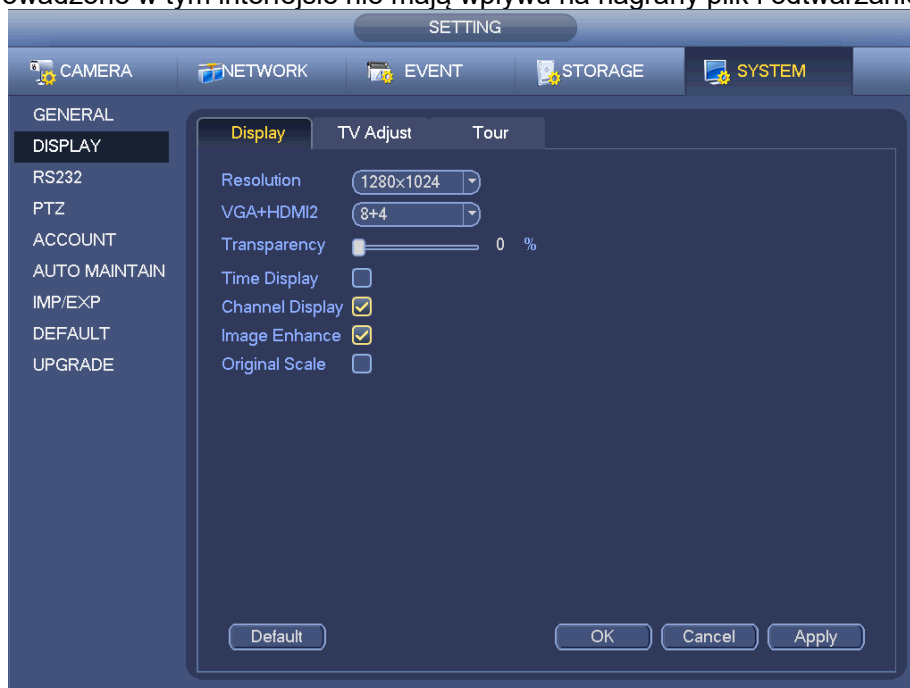 w tym interfejsie nie mają wpływu na nagrany plik i
SETTING
CAMERA NETWORK EVENT STORAGE SYSTEM
GENERAL
DISPLAY
RS232
PTZ
ACCOUNT
AUTO MAINTAIN
IMP/EXP
DEFAULT
UPGRADE
Display TV Adjust Tour
Resolution 1280×1024
VGA+HDMI2 8+4
Transparency 0 %
Time Display
Channel Display
Image Enhance
Original Scale
Default OK Cancel Apply